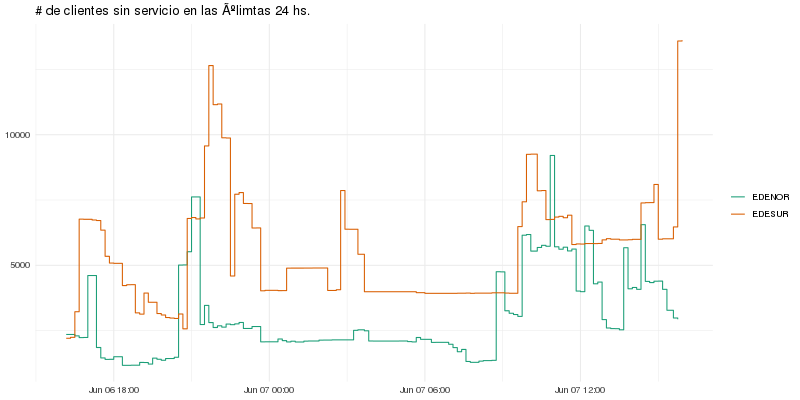 # de clientes sin servicio en las Ãºlimtas 24 hs.
10000
5000
EDENOR
EDESUR
Jun 06 18:00 Jun 07 00:00 Jun 07 06:00 Jun 07 12:00